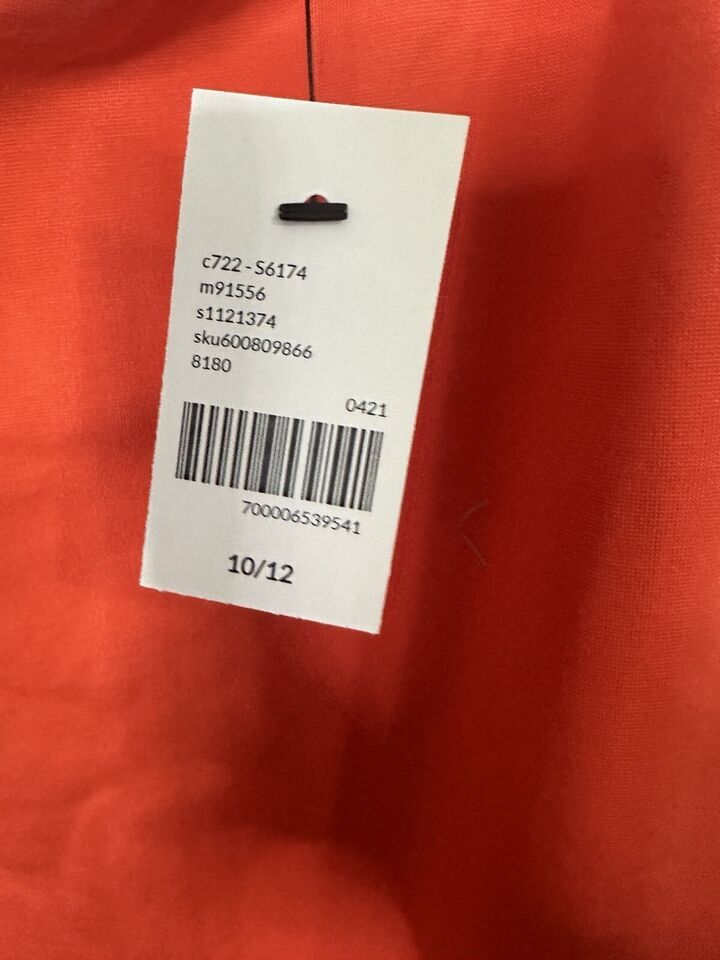 c722 - S6174
m91556
s1121374
sku600809866
8180
0421
700006539541
10/12